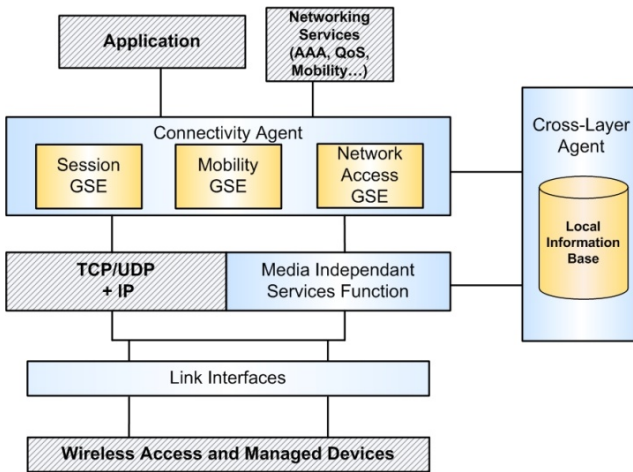 Application
Networking
Services
(AAA, QoS,
Mobility…)
Connectivity Agent
Session
GSE
Mobility
GSE
Network
Access
GSE
Cross-Layer
Agent
Local
Information
Base
TCP/UDP
+ IP
Media Independant
Services Function
Link Interfaces
Wireless Access and Managed Devices